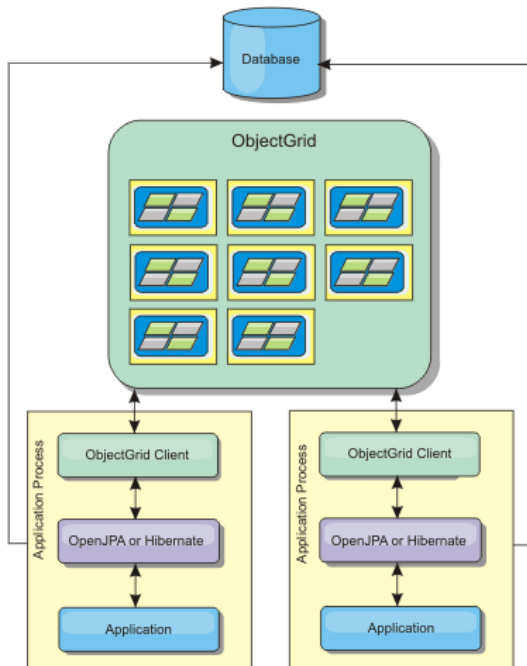 Database
ObjectGrid
Application Process
ObjectGrid Client
OpenJPA or Hibernate
Application
Application Process
ObjectGrid Client
OpenJPA or Hibernate
Application